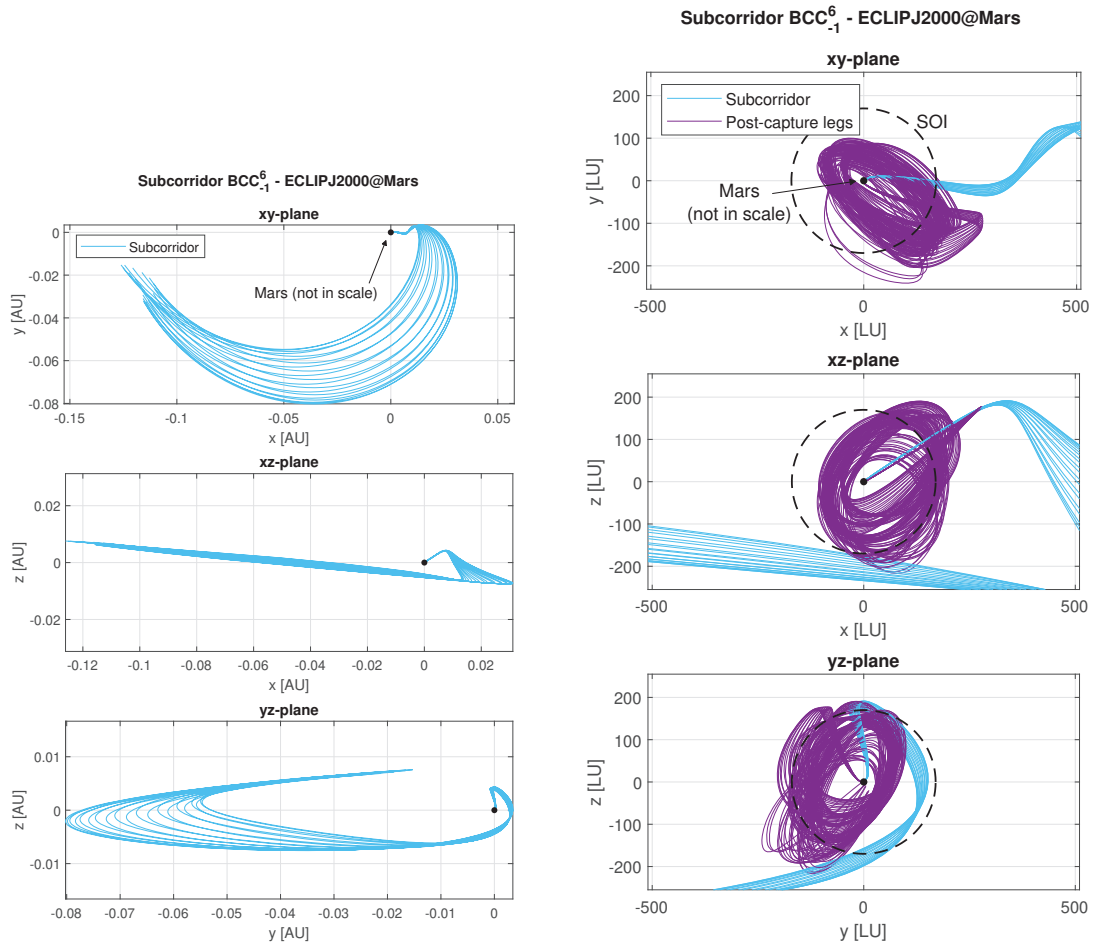 Subcorridor BCC^6_-1 - ECLIPJ2000@Mars
xy-plane
Subcorridor
Mars (not in scale)
0
-0.02
-0.04
-0.06
-0.08
y [AU]
-0.15
-0.1
-0.05
0
0.05
x [AU]
xz-plane
0.02
0
-0.02
z [AU]
-0.12
-0.1
-0.08
-0.06
-0.04
-0.02
0
0.02
x [AU]
yz-plane
0.01
0
-0.01
z [AU]
-0.08
-0.07
-0.06
-0.05
-0.04
-0.03
-0.02
-0.01
0
y [AU]
Subcorridor BCC^6_-1 - ECLIPJ2000@Mars
xy-plane
Subcorridor
Post-capture legs
SOI
Mars
(not in scale)
200
100
0
-100
-200
y [LU]
-500
0
500
x [LU]
xz-plane
200
100
0
-100
-200
z [LU]
-500
0
500
x [LU]
yz-plane
200
100
0
-100
-200
z [LU]
-500
0
500
y [LU]